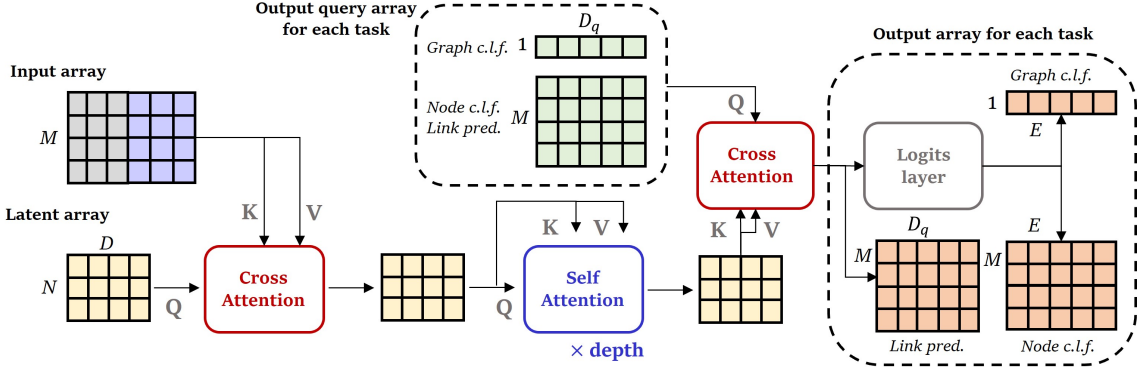 Output query array
for each task
D_q
Graph c.l.f.
1
Node c.l.f.
Link pred.
M
Input array
M
Latent array
D
N
Q
K
V
Cross
Attention
Q
K
V
Self
Attention
× depth
Q
Cross
Attention
K
V
Output array for each task
Graph c.l.f.
1
E
Logits
layer
D_q
M
Link pred.
E
M
Node c.l.f.